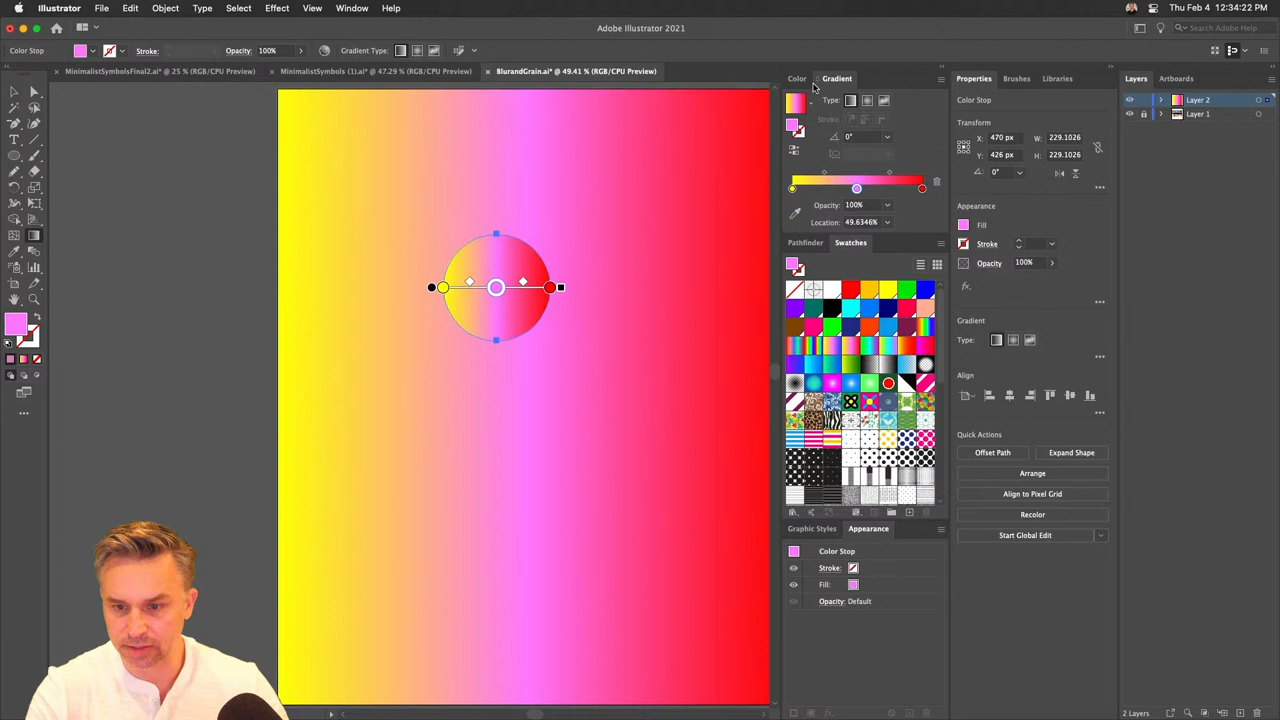 Illustrator File Edit Object Type Select Effect View Window Help Thu Feb 4 12:34:22 PM
Adobe Illustrator 2021 Search Adobe Help
Color Stop Stroke: Opacity: 100% Gradient Type:
MinimalistSymbolsFinal2.ai* @ 25 % (RGB/CPU Preview) MinimalistSymbols (1).ai* @ 47.29 % (RGB/CPU Preview) BlurandGrain.ai* @ 49.41 % (RGB/CPU Preview)
Color Gradient Properties Brushes Libraries Layers Artboards
Type: Color Stop Layer 2
Stroke: Transform Layer 1
0° X: 470 px W: 229.1026
Y: 426 px H: 229.1026
0°
Opacity: 100% Appearance
Location: 49.6346% Fill
Pathfinder Swatches Stroke
Opacity 100%
fx.
Gradient
Type:
Align
Quick Actions
Offset Path Expand Shape
Arrange
Align to Pixel Grid
Recolor
Graphic Styles Appearance Start Global Edit
Color Stop
Stroke:
Fill:
Opacity: Default
2 Layers